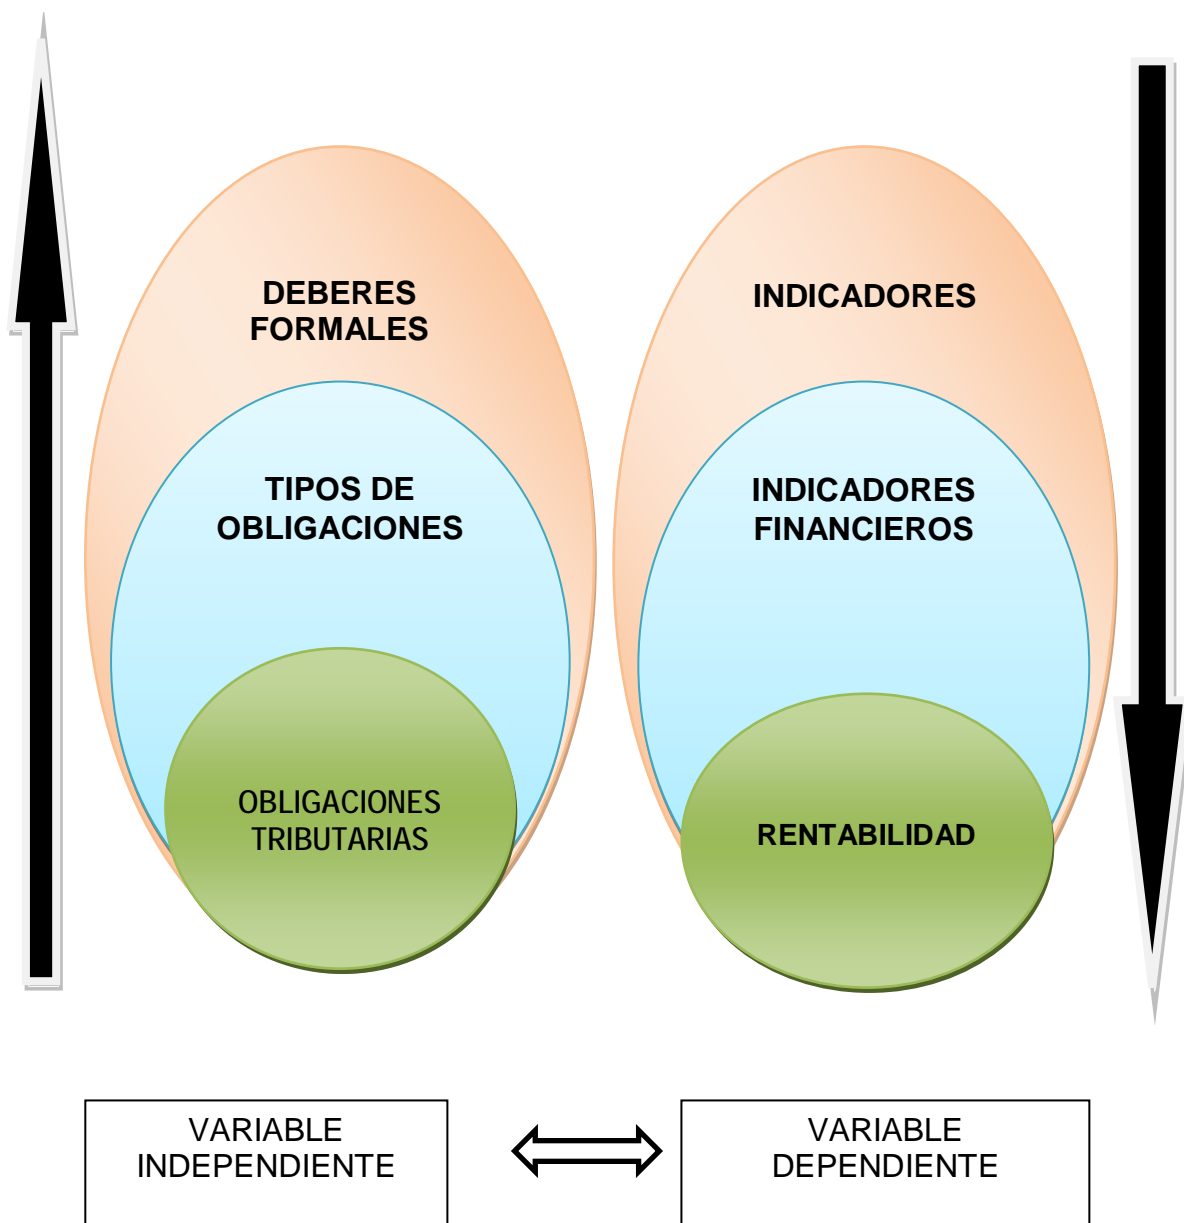 DEBERES
FORMALES
TIPOS DE
OBLIGACIONES
OBLIGACIONES
TRIBUTARIAS
INDICADORES
INDICADORES
FINANCIEROS
RENTABILIDAD
VARIABLE
INDEPENDIENTE
VARIABLE
DEPENDIENTE